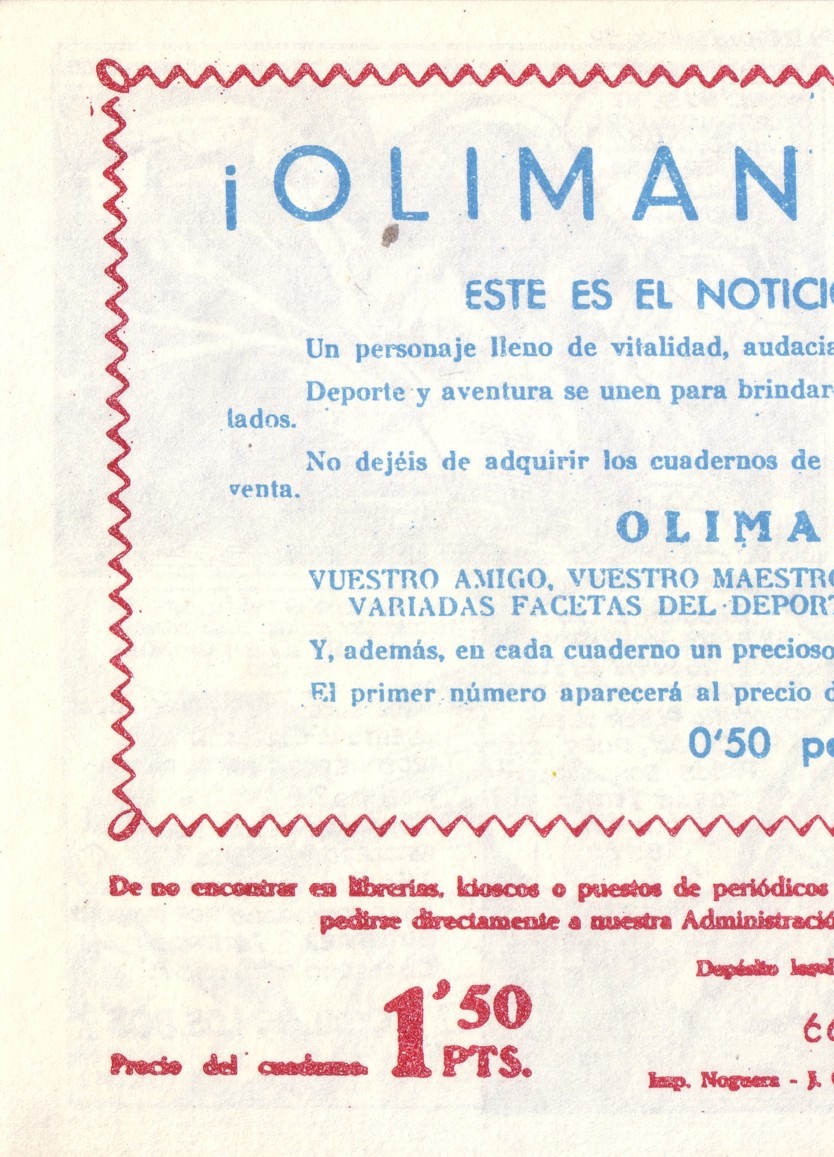 ¡OLIMAN
ESTE ES EL NOTICI
Un personaje lleno de vitalidad, audacia
Deporte y aventura se unen para brindar
lados.
No dejéis de adquirir los cuadernos de
venta.
OLIMA
VUESTRO AMIGO, VUESTRO MAESTRO
VARIADAS FACETAS DEL DEPORT
Y, además, en cada cuaderno un precioso
El primer número aparecerá al precio d
0'50 pe
De no encontrar en librerías, kioscos o puestos de periódicos
pedirse directamente a nuestra Administració
Depósito legal
Precio del cuaderno 1'50 PTS.
Imp. Noguera - J.